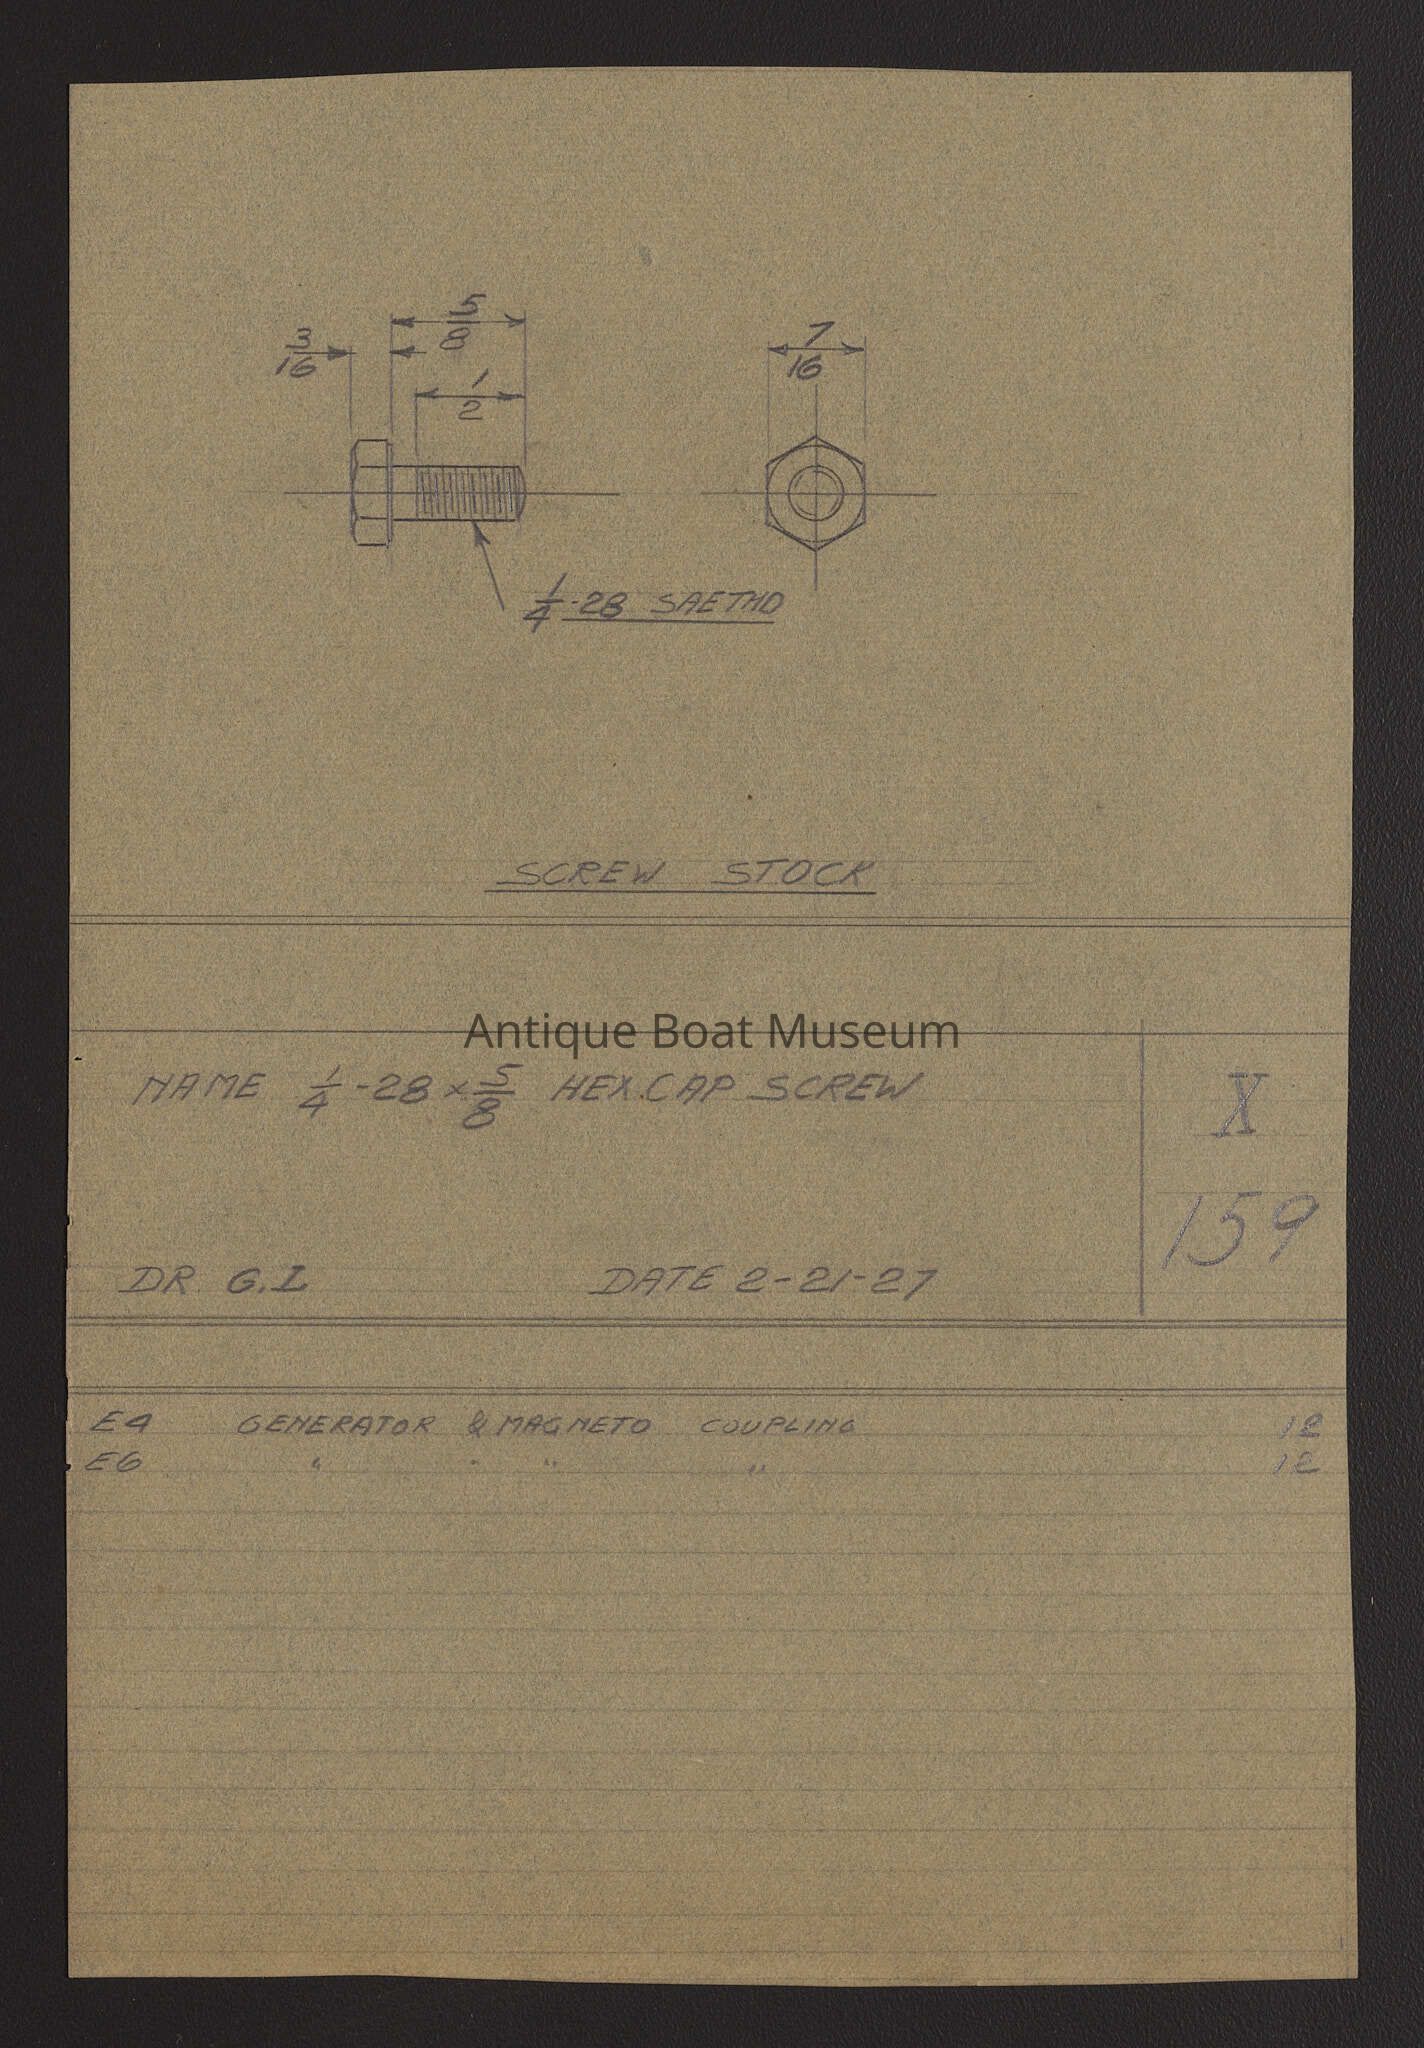 5/8
3/16
7/16
1/2
1/4-28 SAETHD
SCREW STOCK
Antique Boat Museum
NAME 1/4-28 x 5/8 HEX. CAP SCREW
X
159
DR. G.I. DATE 2-21-27
E4 GENERATOR & MAGNETO COUPLING 12
E6 " " " " 12